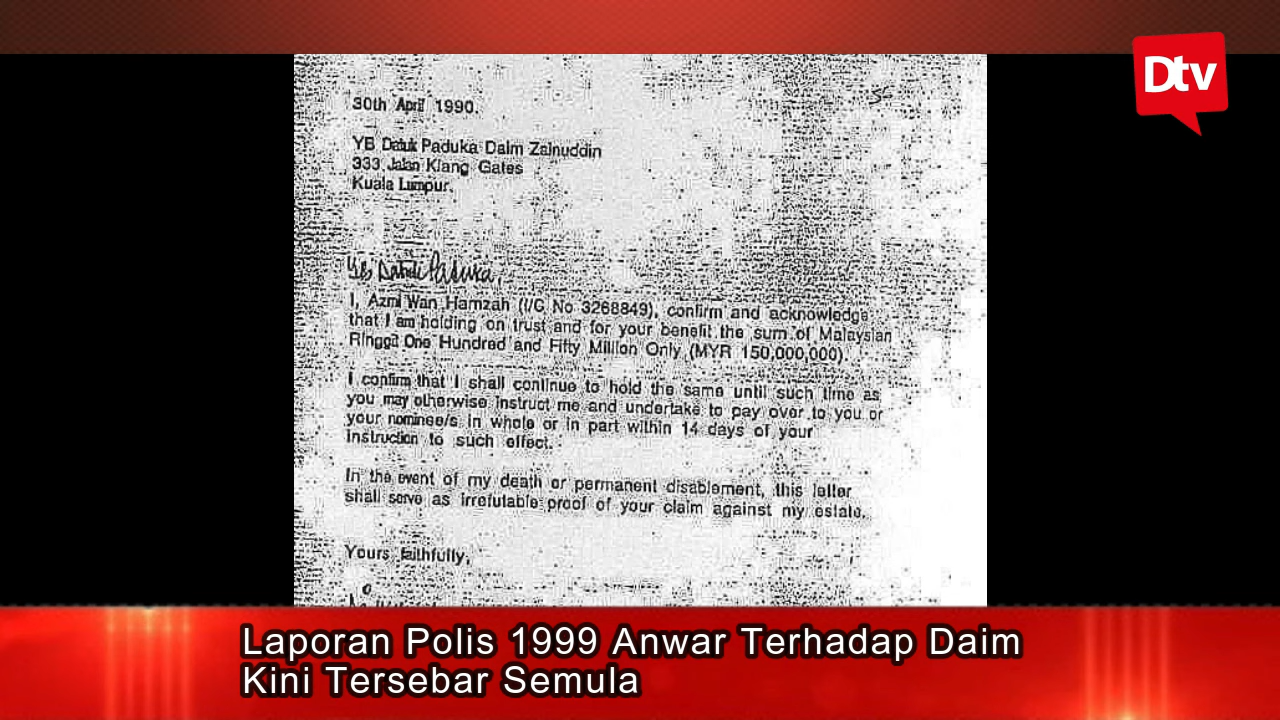 Dtv
30th April 1990.
YB Datuk Paduka Daim Zainuddin
333 Jalan Klang Gates
Kuala Lumpur.
YB Datuk Paduka,
I, Azmi Wan Hamzah (I/C No 3268849), confirm and acknowledge
that I am holding on trust and for your benefit the sum of Malaysian
Ringgit One Hundred and Fifty Million Only (MYR 150,000,000).
I confirm that I shall continue to hold the same until such time as
you may otherwise instruct me and undertake to pay over to you or
your nominee/s in whole or in part within 14 days of your
instruction to such effect.
In the event of my death or permanent disablement, this letter
shall serve as irrefutable proof of your claim against my estate.
Yours faithfully,
Laporan Polis 1999 Anwar Terhadap Daim
Kini Tersebar Semula